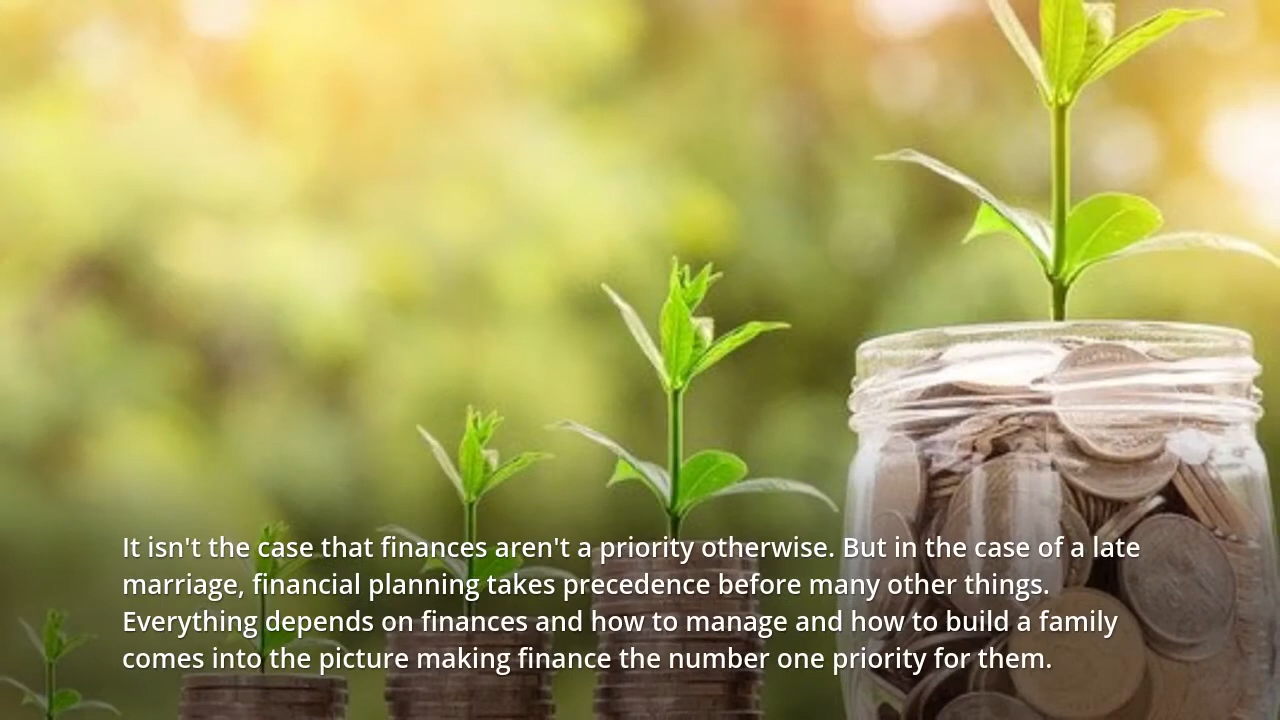 It isn't the case that finances aren't a priority otherwise. But in the case of a late
marriage, financial planning takes precedence before many other things.
Everything depends on finances and how to manage and how to build a family
comes into the picture making finance the number one priority for them.